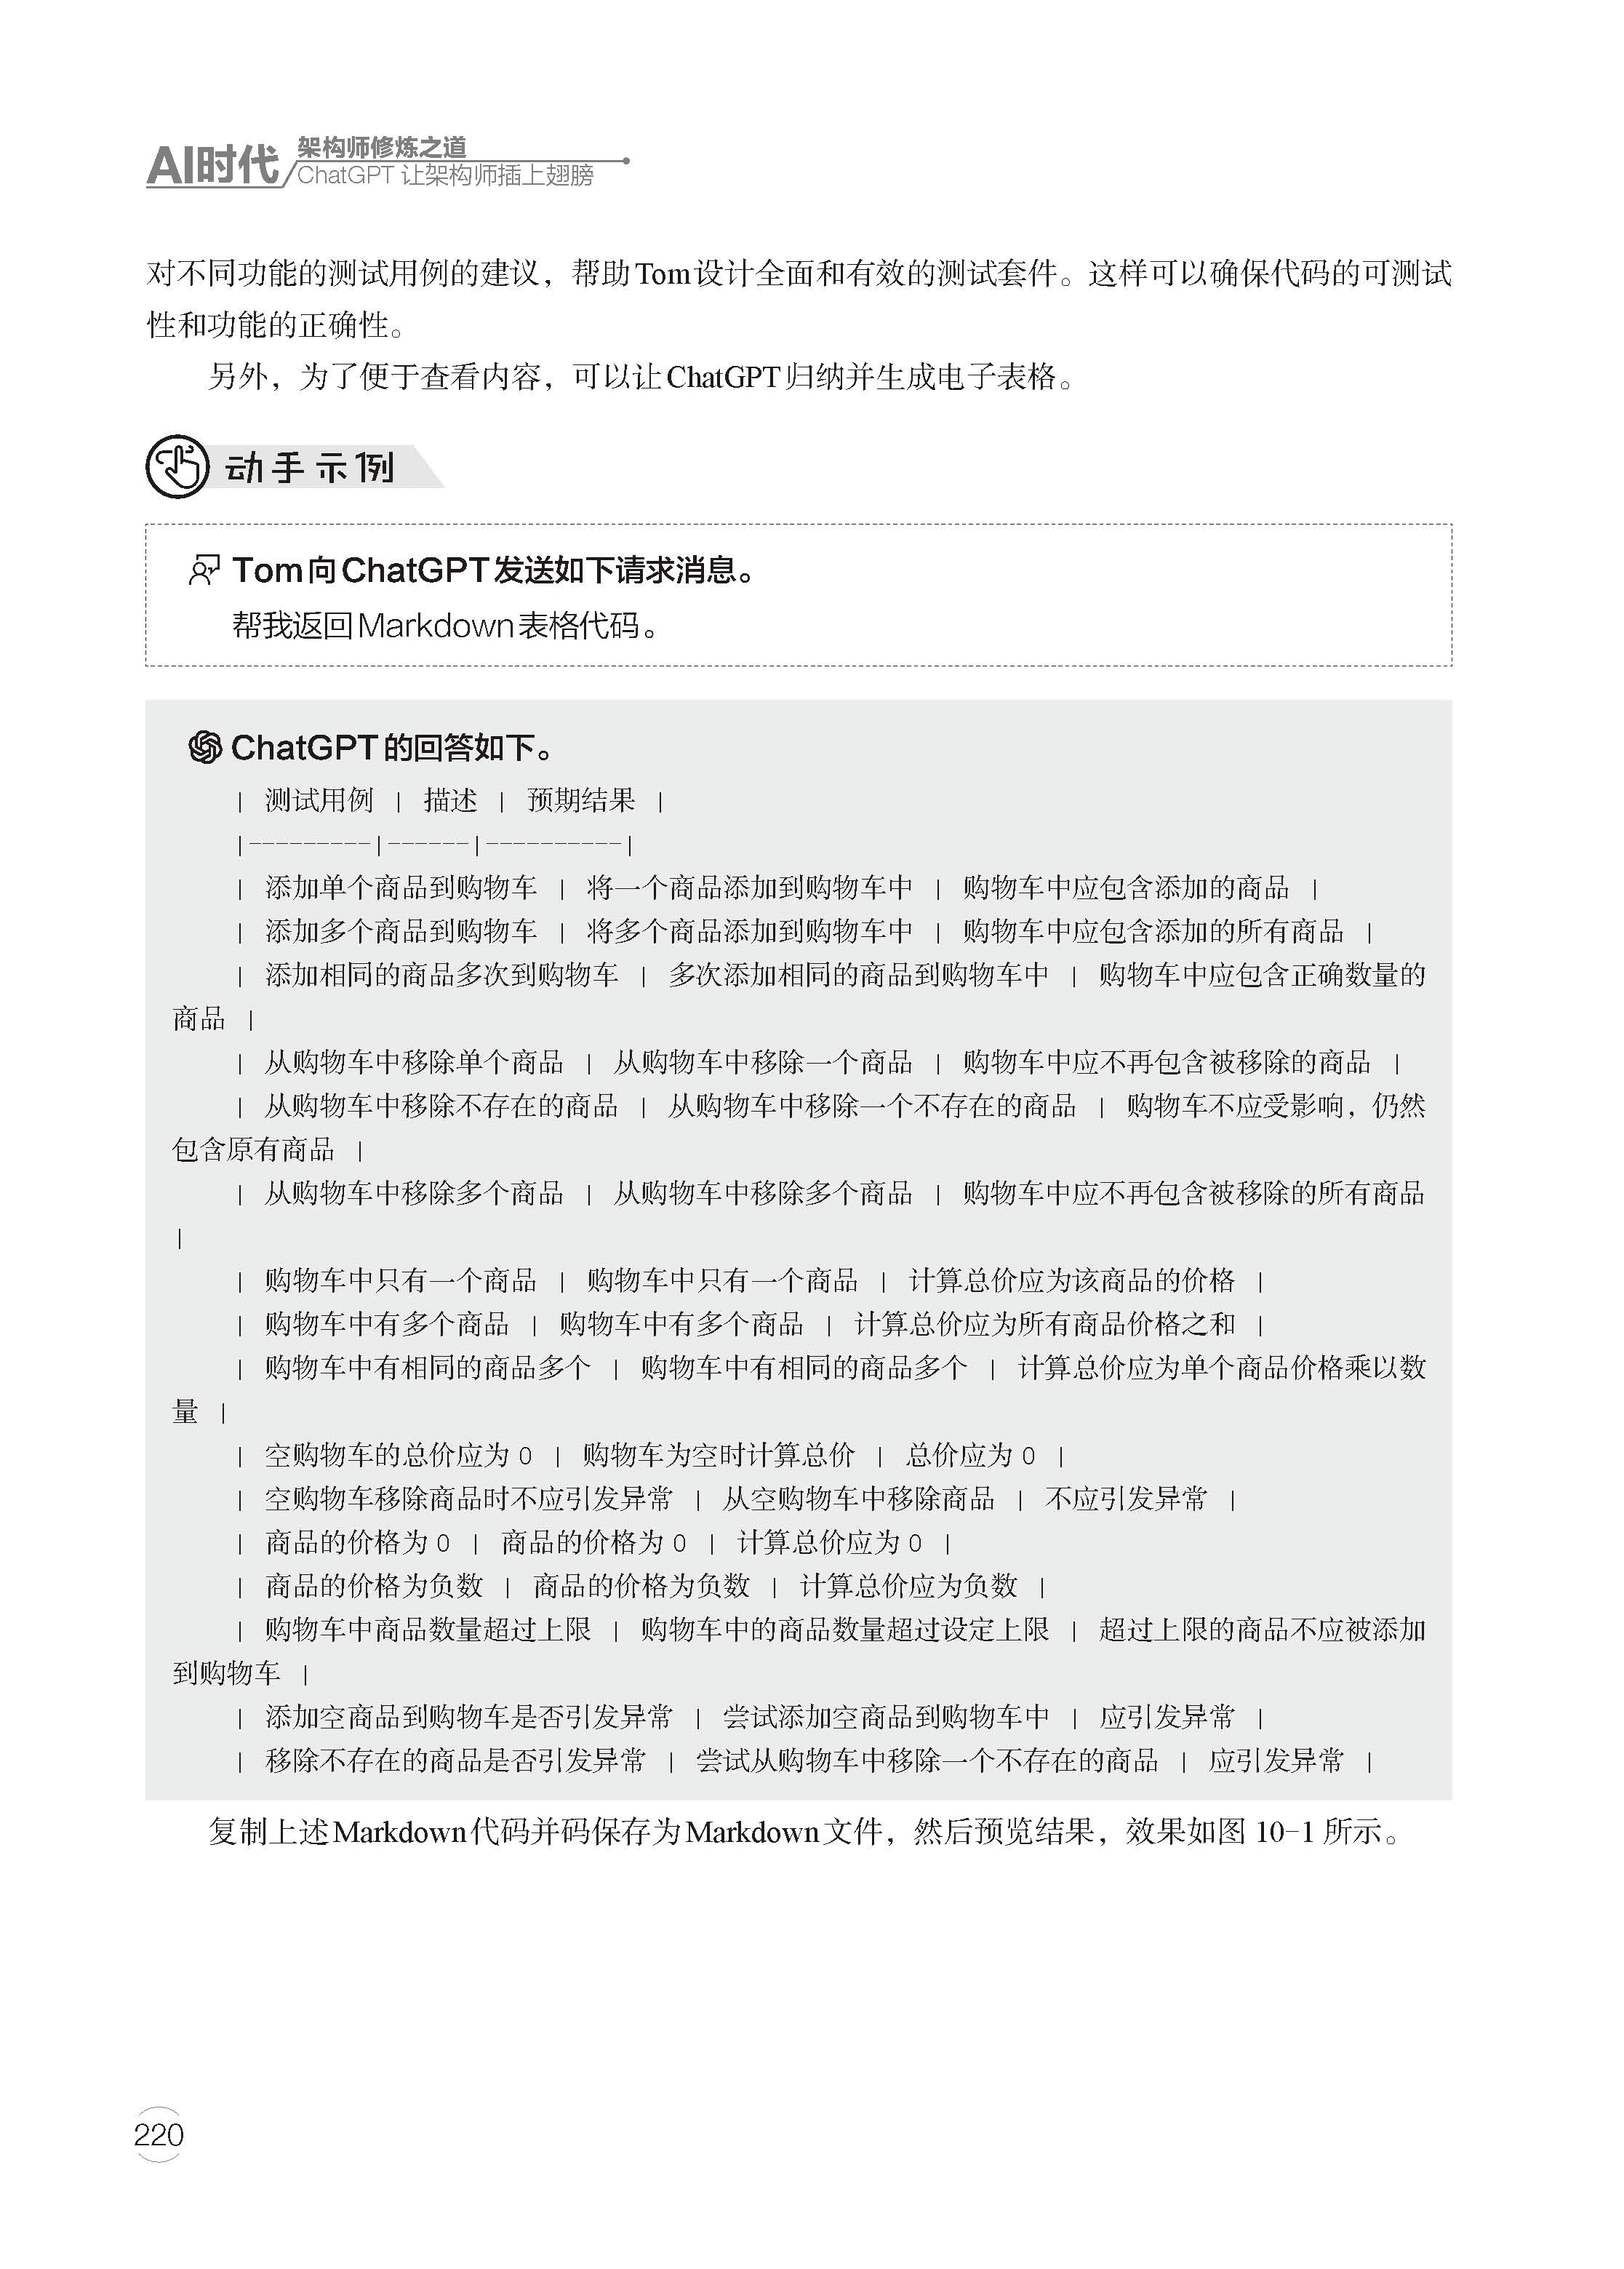 AI时代
架构师修炼之道
ChatGPT 让架构师插上翅膀
对不同功能的测试用例的建议，帮助Tom设计全面和有效的测试套件。这样可以确保代码的可测试
性和功能的正确性。
另外，为了便于查看内容，可以让ChatGPT归纳并生成电子表格。
动手示例
Tom向ChatGPT发送如下请求消息。
帮我返回Markdown表格代码。
ChatGPT的回答如下。
| 测试用例 | 描述 | 预期结果 |
|---------|------|----------|
| 添加单个商品到购物车 | 将一个商品添加到购物车中 | 购物车中应包含添加的商品 |
| 添加多个商品到购物车 | 将多个商品添加到购物车中 | 购物车中应包含添加的所有商品 |
| 添加相同的商品多次到购物车 | 多次添加相同的商品到购物车中 | 购物车中应包含正确数量的
商品 |
| 从购物车中移除单个商品 | 从购物车中移除一个商品 | 购物车中应不再包含被移除的商品 |
| 从购物车中移除不存在的商品 | 从购物车中移除一个不存在的商品 | 购物车不应受影响，仍然
包含原有商品 |
| 从购物车中移除多个商品 | 从购物车中移除多个商品 | 购物车中应不再包含被移除的所有商品
|
| 购物车中只有一个商品 | 购物车中只有一个商品 | 计算总价应为该商品的价格 |
| 购物车中有多个商品 | 购物车中有多个商品 | 计算总价应为所有商品价格之和 |
| 购物车中有相同的商品多个 | 购物车中有相同的商品多个 | 计算总价应为单个商品价格乘以数
量 |
| 空购物车的总价应为 0 | 购物车为空时计算总价 | 总价应为 0 |
| 空购物车移除商品时不应引发异常 | 从空购物车中移除商品 | 不应引发异常 |
| 商品的价格为 0 | 商品的价格为 0 | 计算总价应为 0 |
| 商品的价格为负数 | 商品的价格为负数 | 计算总价应为负数 |
| 购物车中商品数量超过上限 | 购物车中的商品数量超过设定上限 | 超过上限的商品不应被添加
到购物车 |
| 添加空商品到购物车是否引发异常 | 尝试添加空商品到购物车中 | 应引发异常 |
| 移除不存在的商品是否引发异常 | 尝试从购物车中移除一个不存在的商品 | 应引发异常 |
复制上述Markdown代码并码保存为Markdown文件，然后预览结果，效果如图 10-1 所示。
220